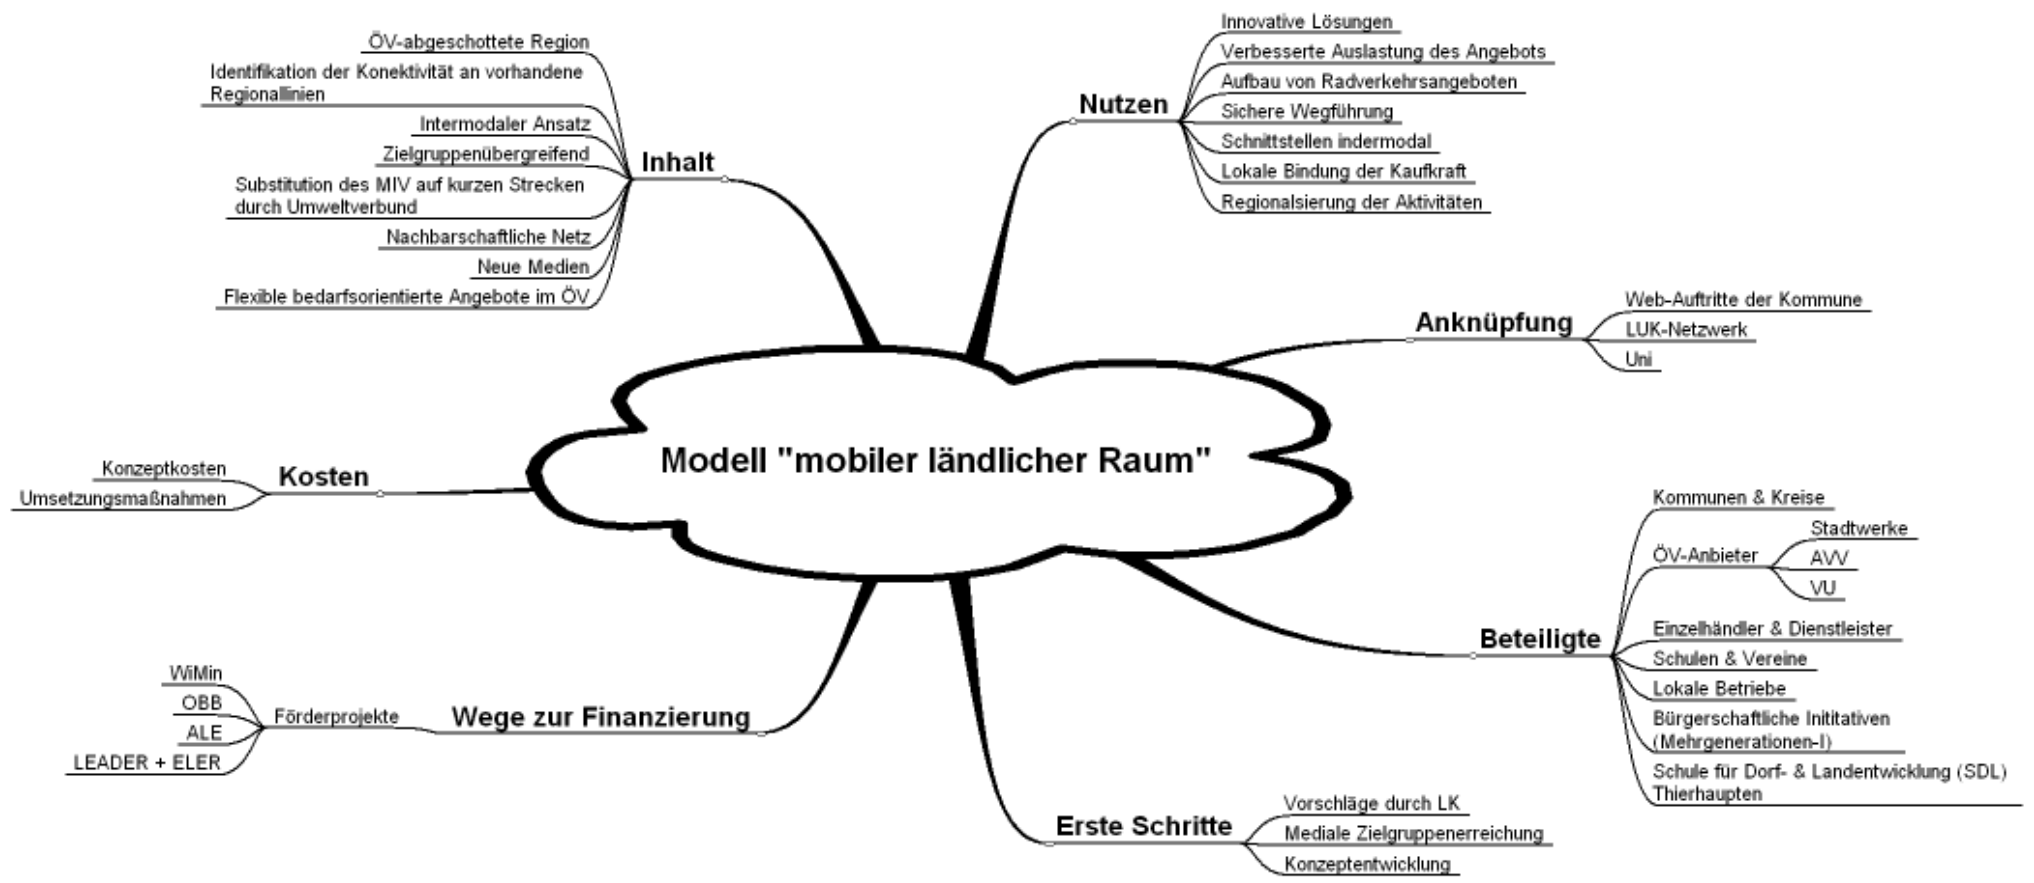 ÖV-abgeschottete Region
Identifikation der Konektivität an vorhandene
Regionallinien
Intermodaler Ansatz
Zielgruppenübergreifend
Substitution des MIV auf kurzen Strecken
durch Umweltverbund
Nachbarschaftliche Netz
Neue Medien
Flexible bedarfsorientierte Angebote im ÖV
Inhalt
Nutzen
Innovative Lösungen
Verbesserte Auslastung des Angebots
Aufbau von Radverkehrsangeboten
Sichere Wegführung
Schnittstellen indermodal
Lokale Bindung der Kaufkraft
Regionalsierung der Aktivitäten
Anknüpfung
Web-Auftritte der Kommune
LUK-Netzwerk
Uni
Modell "mobiler ländlicher Raum"
Konzeptkosten
Umsetzungsmaßnahmen
Kosten
Beteiligte
Kommunen & Kreise
ÖV-Anbieter
Stadtwerke
AVV
VU
Einzelhändler & Dienstleister
Schulen & Vereine
Lokale Betriebe
Bürgerschaftliche Inititativen
(Mehrgenerationen-I)
Schule für Dorf- & Landentwicklung (SDL)
Thierhaupten
WiMin
OBB
ALE
LEADER + ELER
Förderprojekte
Wege zur Finanzierung
Erste Schritte
Vorschläge durch LK
Mediale Zielgruppenerreichung
Konzeptentwicklung